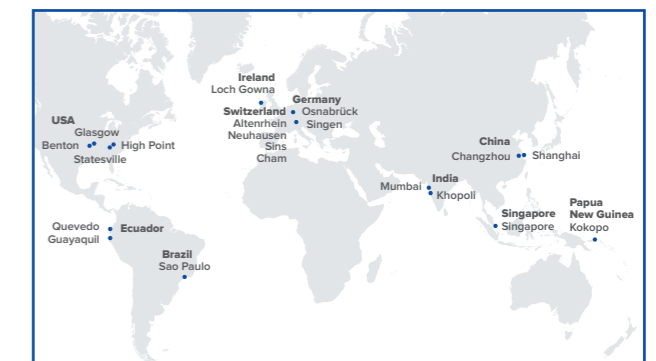 Ireland
Loch Gowna
Germany
Osnabrück
Singen
Switzerland
Altenrhein
Neuhausen
Sins
Cham
USA
Glasgow
Benton
High Point
Statesville
China
Changzhou
Shanghai
India
Mumbai
Khopoli
Papua
New Guinea
Kokopo
Singapore
Singapore
Quevedo
Guayaquil
Ecuador
Brazil
Sao Paulo